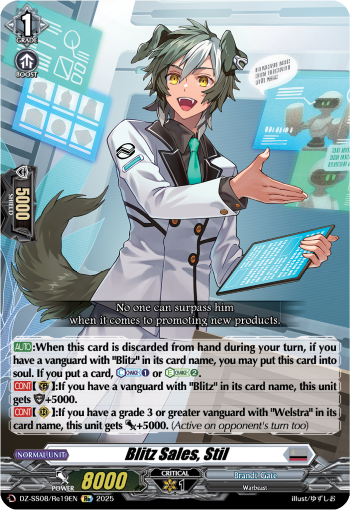 1
GRADE
BOOST
5000
SHIELD
No one can surpass him
when it comes to promoting new products.
AUTO:When this card is discarded from hand during your turn, if you
have a vanguard with "Blitz" in its card name, you may put this card into
soul. If you put a card, or
CONT【 】:If you have a vanguard with "Blitz" in its card name, this unit
gets +5000.
CONT【 】:If you have a grade 3 or greater vanguard with "Welstra" in its
card name, this unit gets +5000. (Active on opponent's turn too)
NORMAL UNIT
Blitz Sales, Stil
POWER 8000
CRITICAL
1
Brandt Gate
Warbeast
DZ-SS08/Re19EN 2025
illust/ゆずしお